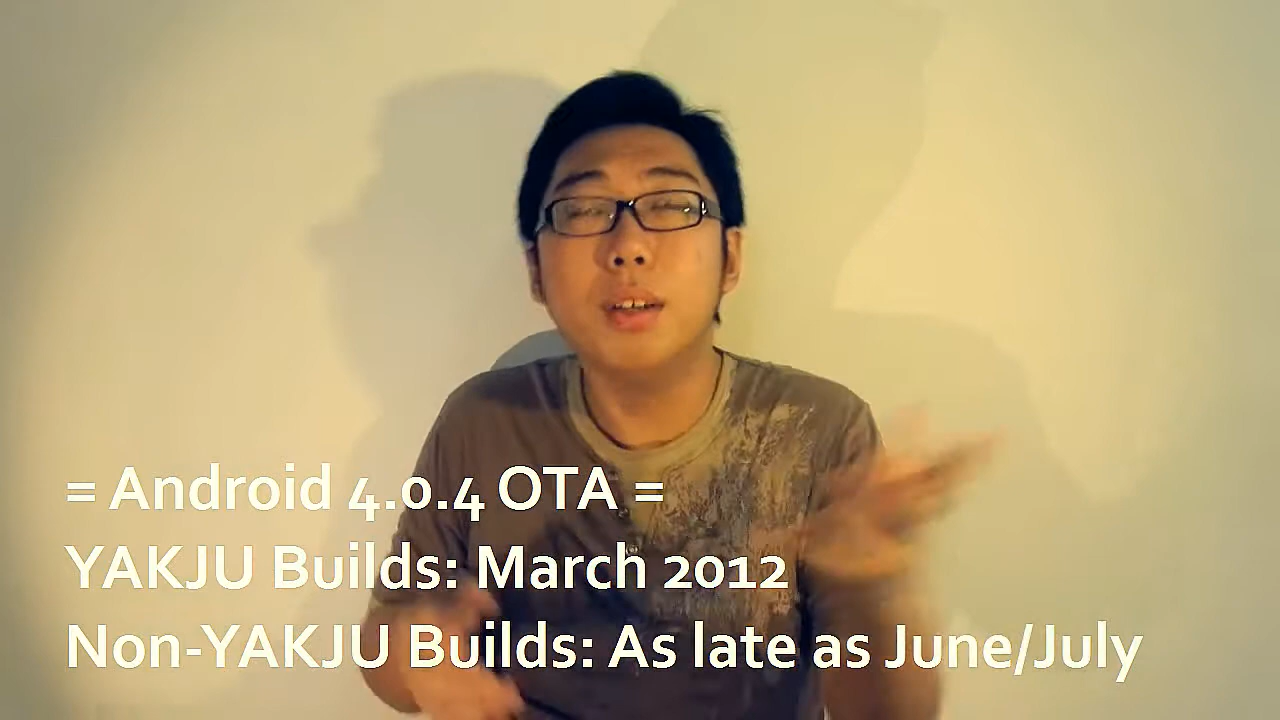 = Android 4.0.4 OTA =
YAKJU Builds: March 2012
Non-YAKJU Builds: As late as June/July